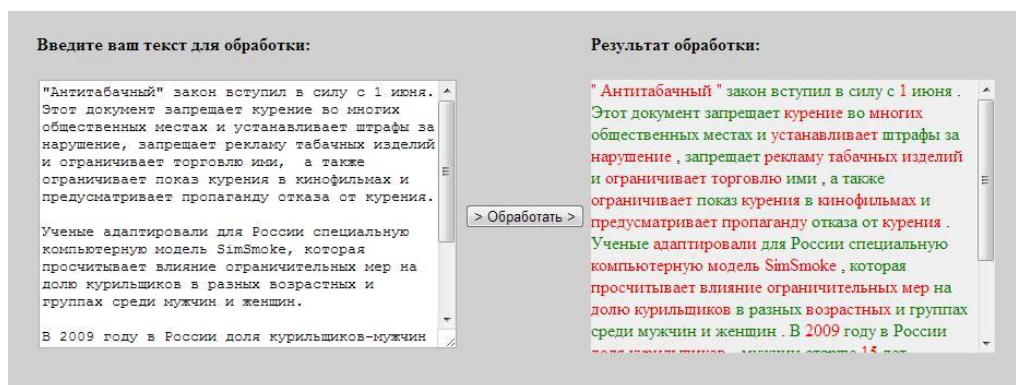 Введите ваш текст для обработки:
"Антитабачный" закон вступил в силу с 1 июня.
Этот документ запрещает курение во многих
общественных местах и устанавливает штрафы за
нарушение, запрещает рекламу табачных изделий
и ограничивает торговлю ими, а также
ограничивает показ курения в кинофильмах и
предусматривает пропаганду отказа от курения.
Ученые адаптировали для России специальную
компьютерную модель SimSmoke, которая
просчитывает влияние ограничительных мер на
долю курильщиков в разных возрастных и
группах среди мужчин и женщин.
В 2009 году в России доля курильщиков-мужчин
> Обработать >
Результат обработки:
" Антитабачный " закон вступил в силу с 1 июня .
Этот документ запрещает курение во многих
общественных местах и устанавливает штрафы за
нарушение , запрещает рекламу табачных изделий
и ограничивает торговлю ими , а также
ограничивает показ курения в кинофильмах и
предусматривает пропаганду отказа от курения .
Ученые адаптировали для России специальную
компьютерную модель SimSmoke , которая
просчитывает влияние ограничительных мер на
долю курильщиков в разных возрастных и группах
среди мужчин и женщин . В 2009 году в России
доля курильщиков - мужчин старше 15 лет